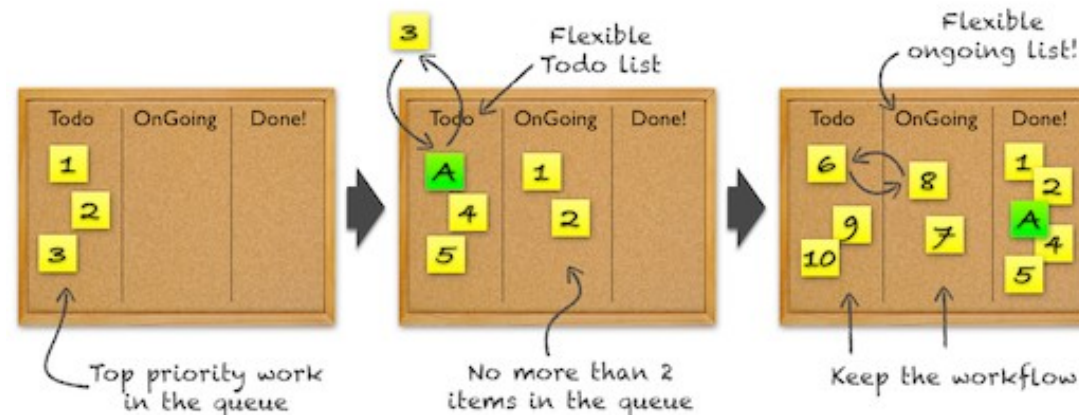 3
Flexible
Todo list
Flexible
ongoing list!
Todo OnGoing Done!
1
2
3
Todo OnGoing Done!
A 1
4 2
5
Todo OnGoing Done!
6 8 1
2
9 7 A
10 4
5
Top priority work
in the queue
No more than 2
items in the queue
Keep the workflow